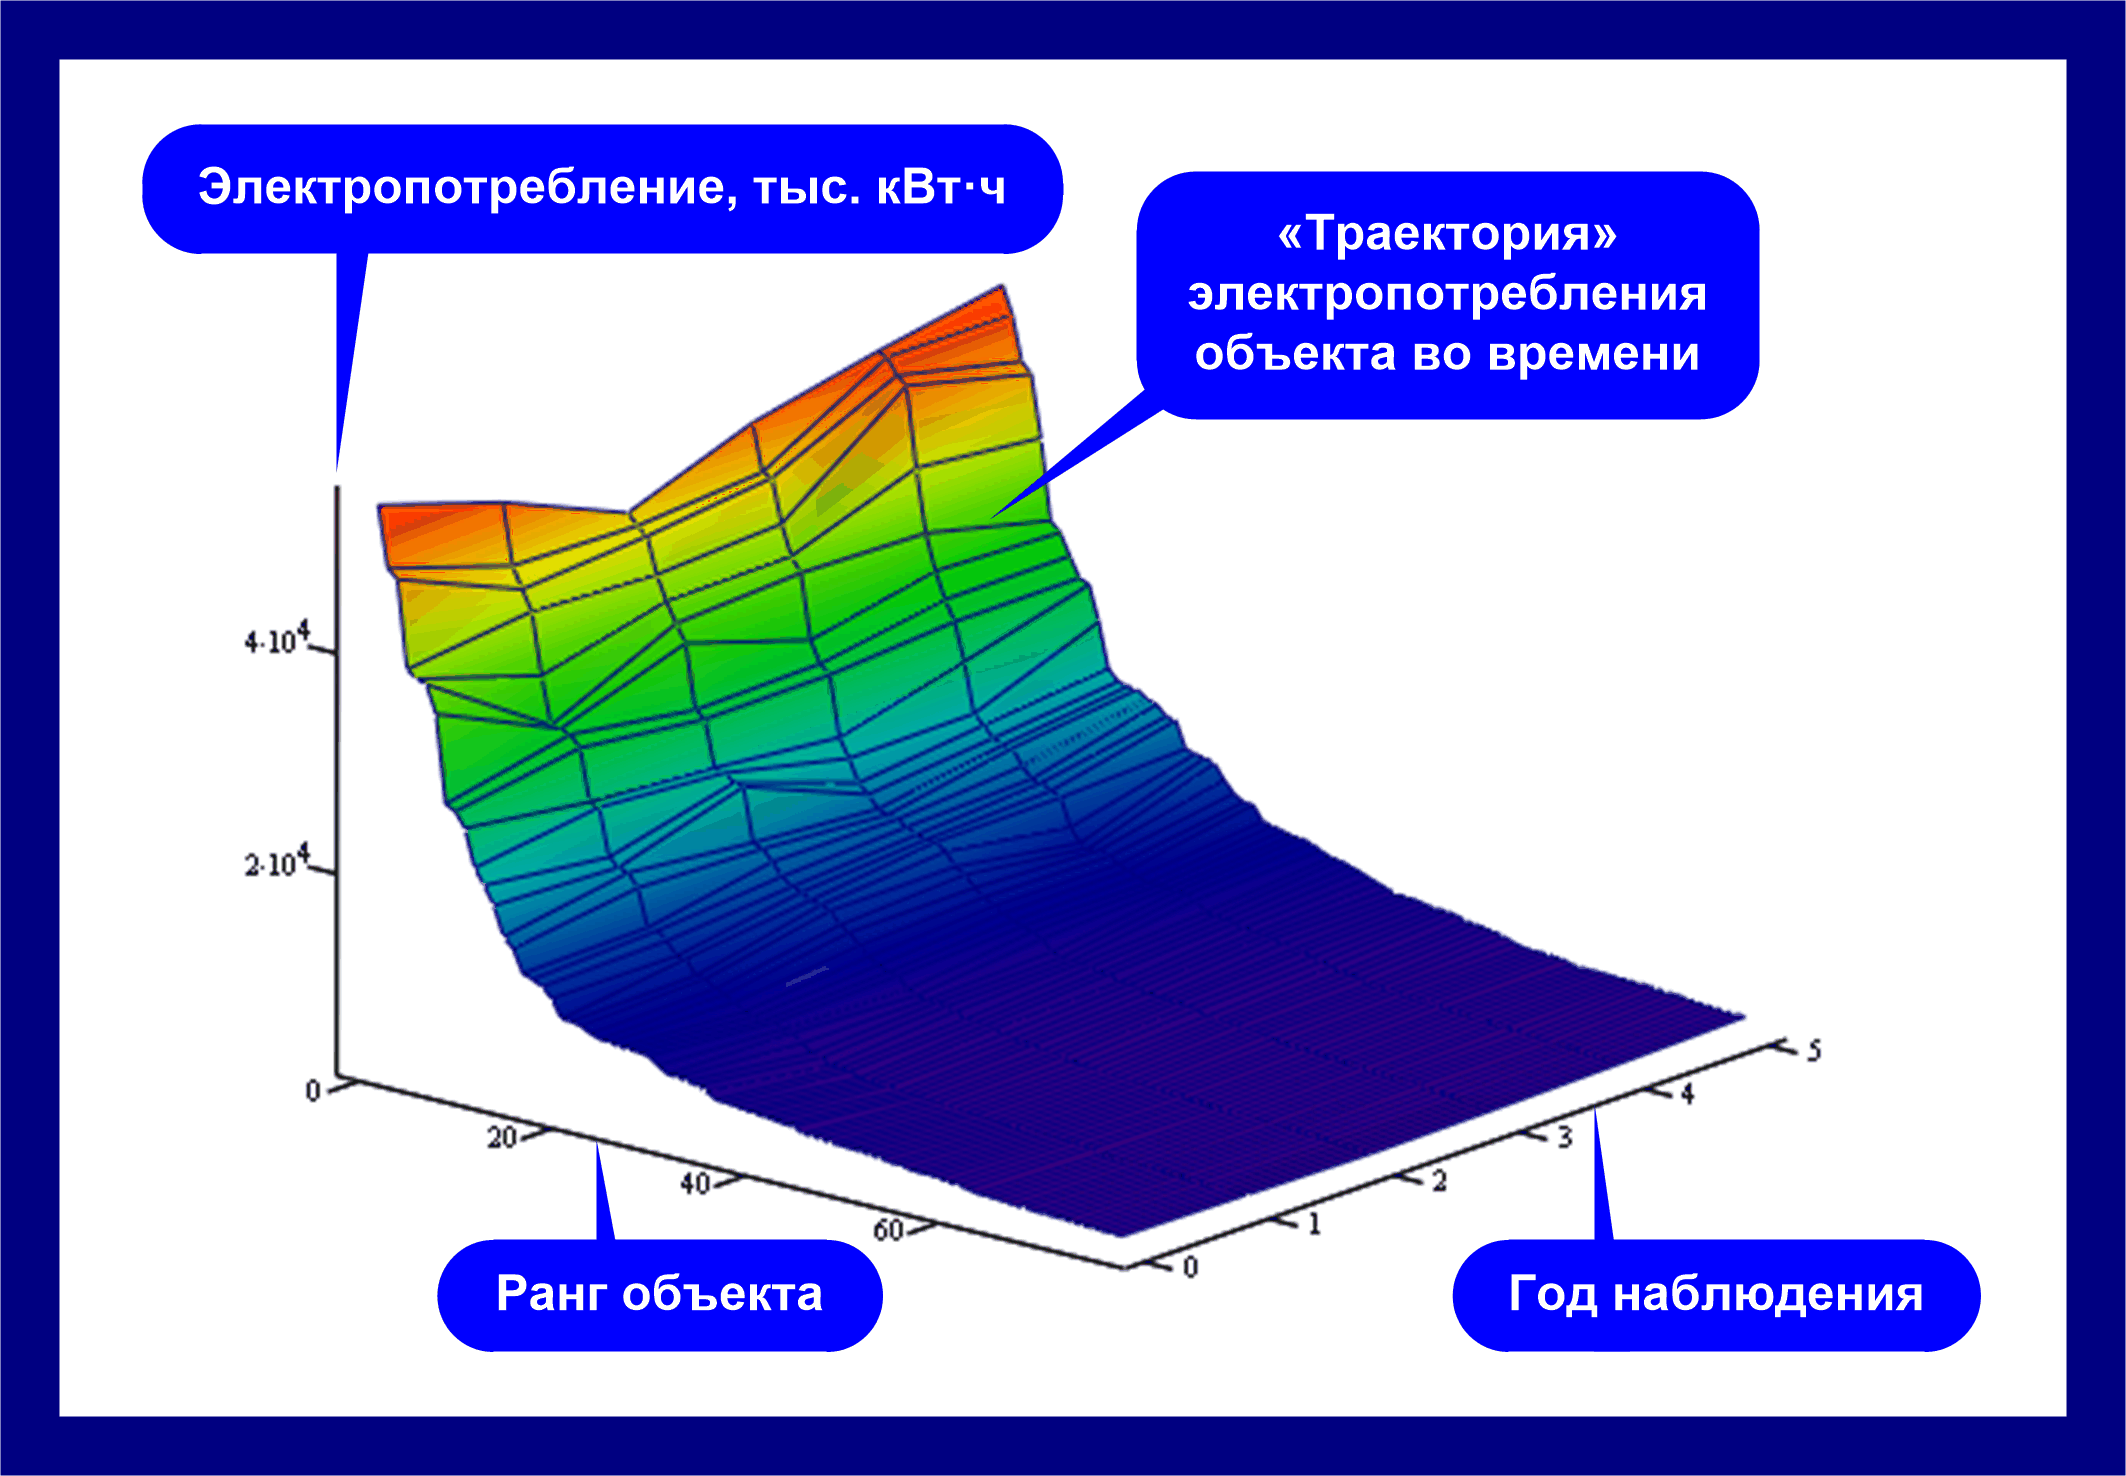 Электропотребление, тыс. кВт·ч
«Траектория»
электропотребления
объекта во времени
4·10⁴
2·10⁴
0
20
40
60
0
1
2
3
4
5
Ранг объекта
Год наблюдения